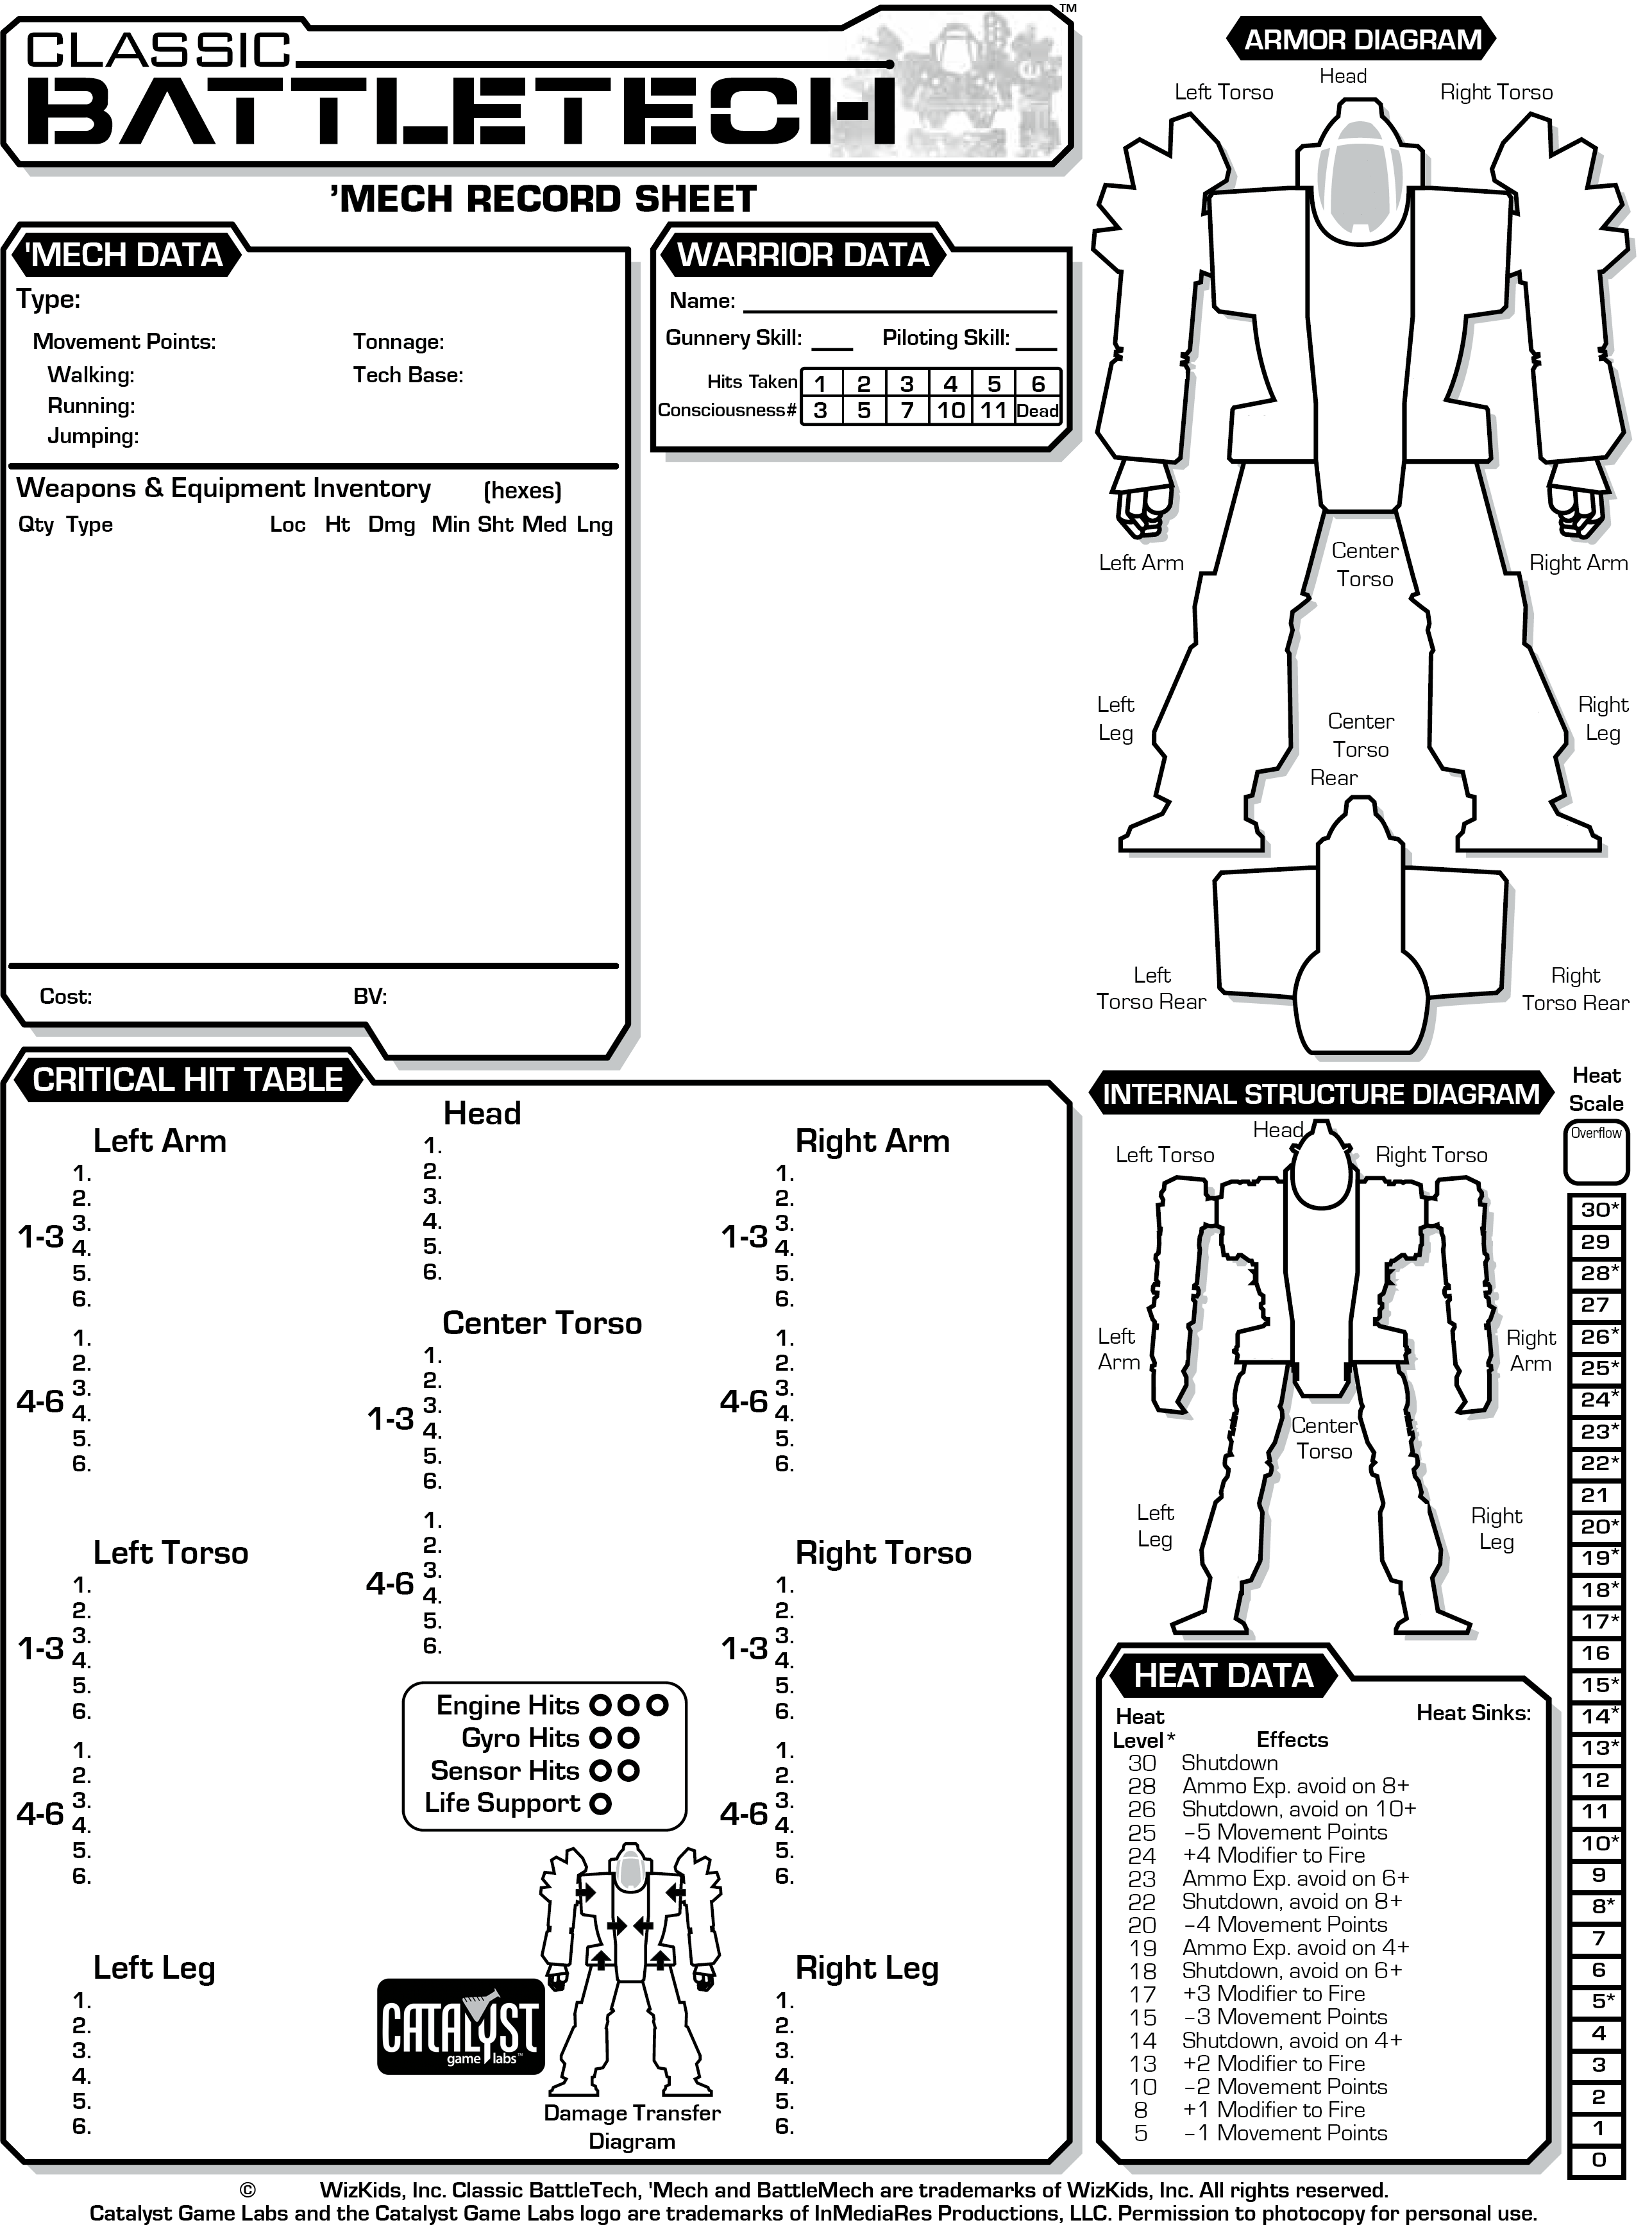 CLASSIC
BATTLETECH
™
'MECH RECORD SHEET
'MECH DATA
Type:
Movement Points:
Tonnage:
Walking:
Tech Base:
Running:
Jumping:
Weapons & Equipment Inventory (hexes)
Qty Type Loc Ht Dmg Min Sht Med Lng
Cost: BV:
WARRIOR DATA
Name:
Gunnery Skill: Piloting Skill:
Hits Taken 1 2 3 4 5 6
Consciousness# 3 5 7 10 11 Dead
ARMOR DIAGRAM
Head
Left Torso
Right Torso
Left Arm
Center
Torso
Right Arm
Left
Leg
Center
Torso
Rear
Right
Leg
Left
Torso Rear
Right
Torso Rear
CRITICAL HIT TABLE
Left Arm
1-3
1.
2.
3.
4.
5.
6.
4-6
1.
2.
3.
4.
5.
6.
Left Torso
1-3
1.
2.
3.
4.
5.
6.
4-6
1.
2.
3.
4.
5.
6.
Left Leg
1.
2.
3.
4.
5.
6.
Head
1.
2.
3.
4.
5.
6.
Center Torso
1-3
1.
2.
3.
4.
5.
6.
4-6
1.
2.
3.
4.
5.
6.
Engine Hits
Gyro Hits
Sensor Hits
Life Support
CATALYST
game labs™
Damage Transfer
Diagram
Right Arm
1-3
1.
2.
3.
4.
5.
6.
4-6
1.
2.
3.
4.
5.
6.
Right Torso
1-3
1.
2.
3.
4.
5.
6.
4-6
1.
2.
3.
4.
5.
6.
Right Leg
1.
2.
3.
4.
5.
6.
INTERNAL STRUCTURE DIAGRAM
Head
Left Torso
Right Torso
Left
Arm
Right
Arm
Center
Torso
Left
Leg
Right
Leg
HEAT DATA
Heat Sinks:
Heat
Level* Effects
30 Shutdown
28 Ammo Exp. avoid on 8+
26 Shutdown, avoid on 10+
25 –5 Movement Points
24 +4 Modifier to Fire
23 Ammo Exp. avoid on 6+
22 Shutdown, avoid on 8+
20 –4 Movement Points
19 Ammo Exp. avoid on 4+
18 Shutdown, avoid on 6+
17 +3 Modifier to Fire
15 –3 Movement Points
14 Shutdown, avoid on 4+
13 +2 Modifier to Fire
10 –2 Movement Points
8 +1 Modifier to Fire
5 –1 Movement Points
Heat
Scale
Overflow
30*
29
28*
27
26*
25*
24*
23*
22*
21
20*
19*
18*
17*
16
15*
14*
13*
12
11
10*
9
8*
7
6
5*
4
3
2
1
0
© WizKids, Inc. Classic BattleTech, 'Mech and BattleMech are trademarks of WizKids, Inc. All rights reserved.
Catalyst Game Labs and the Catalyst Game Labs logo are trademarks of InMediaRes Productions, LLC. Permission to photocopy for personal use.